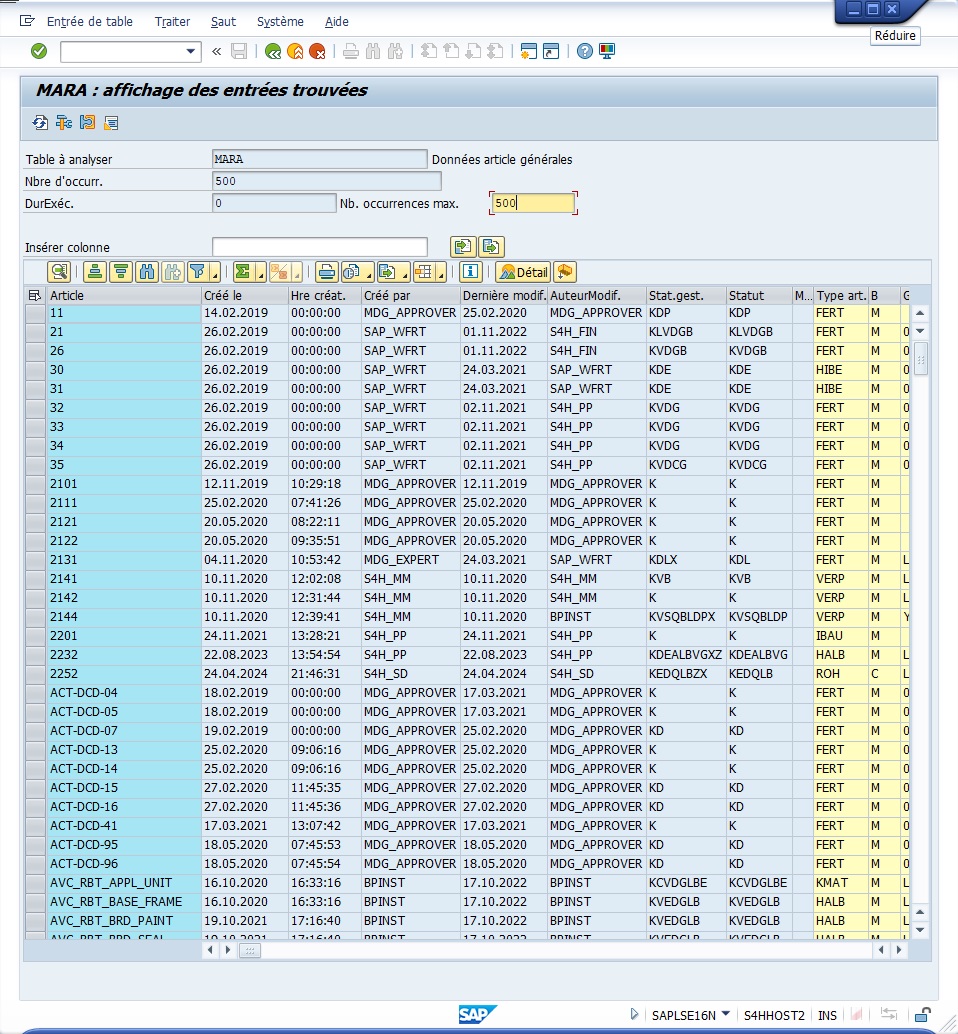 Entrée de table Traiter Saut Système Aide
Réduire
MARA : affichage des entrées trouvées
Table à analyser MARA Données article générales
Nbre d'occurr. 500
DurExéc. 0 Nb. occurrences max. 500
Insérer colonne
Détail
Article Créé le Hre créat. Créé par Dernière modif. AuteurModif. Stat.gest. Statut M... Type art. B G
11 14.02.2019 00:00:00 MDG_APPROVER 25.02.2020 MDG_APPROVER KDP KDP FERT M
21 26.02.2019 00:00:00 SAP_WFRT 01.11.2022 S4H_FIN KLVDGB KLVDGB FERT M 0
26 26.02.2019 00:00:00 SAP_WFRT 01.11.2022 S4H_FIN KVDGB KVDGB FERT M 0
30 26.02.2019 00:00:00 SAP_WFRT 24.03.2021 SAP_WFRT KDE KDE HIBE M 0
31 26.02.2019 00:00:00 SAP_WFRT 24.03.2021 SAP_WFRT KDE KDE HIBE M 0
32 26.02.2019 00:00:00 SAP_WFRT 02.11.2021 S4H_PP KVDG KVDG FERT M 0
33 26.02.2019 00:00:00 SAP_WFRT 02.11.2021 S4H_PP KVDG KVDG FERT M 0
34 26.02.2019 00:00:00 SAP_WFRT 02.11.2021 S4H_PP KVDG KVDG FERT M 0
35 26.02.2019 00:00:00 SAP_WFRT 02.11.2021 S4H_PP KVDCG KVDCG FERT M 0
2101 12.11.2019 10:29:18 MDG_APPROVER 12.11.2019 MDG_APPROVER K K FERT M
2111 25.02.2020 07:41:26 MDG_APPROVER 25.02.2020 MDG_APPROVER K K FERT M
2121 20.05.2020 08:22:11 MDG_APPROVER 20.05.2020 MDG_APPROVER K K FERT M
2122 20.05.2020 09:35:51 MDG_APPROVER 20.05.2020 MDG_APPROVER K K FERT M
2131 04.11.2020 10:53:42 MDG_EXPERT 24.03.2021 SAP_WFRT KDLX KDL FERT M L
2141 10.11.2020 12:02:08 S4H_MM 10.11.2020 S4H_MM KVB KVB VERP M L
2142 10.11.2020 12:31:44 S4H_MM 10.11.2020 S4H_MM K K VERP M L
2144 10.11.2020 12:39:41 S4H_MM 10.11.2020 BPINST KVSQBLDPX KVSQBLDP VERP M Y
2201 24.11.2021 13:28:21 S4H_PP 24.11.2021 S4H_PP K K IBAU M
2232 22.08.2023 13:54:54 S4H_PP 22.08.2023 S4H_PP KDEALBVGXZ KDEALBVG HALB M L
2252 24.04.2024 21:46:31 S4H_SD 24.04.2024 S4H_SD KEDQLBZX KEDQLB ROH C L
ACT-DCD-04 18.02.2019 00:00:00 MDG_APPROVER 17.03.2021 MDG_APPROVER K K FERT M 0
ACT-DCD-05 18.02.2019 00:00:00 MDG_APPROVER 17.03.2021 MDG_APPROVER K K FERT M 0
ACT-DCD-07 19.02.2019 00:00:00 MDG_APPROVER 17.03.2021 MDG_APPROVER KD KD FERT M 0
ACT-DCD-13 25.02.2020 09:06:16 MDG_APPROVER 25.02.2020 MDG_APPROVER K K FERT M 0
ACT-DCD-14 25.02.2020 09:06:16 MDG_APPROVER 25.02.2020 MDG_APPROVER K K FERT M 0
ACT-DCD-15 27.02.2020 11:45:35 MDG_APPROVER 27.02.2020 MDG_APPROVER KD KD FERT M 0
ACT-DCD-16 27.02.2020 11:45:36 MDG_APPROVER 27.02.2020 MDG_APPROVER KD KD FERT M 0
ACT-DCD-41 17.03.2021 13:07:42 MDG_APPROVER 17.03.2021 MDG_APPROVER K K FERT M 0
ACT-DCD-95 18.05.2020 07:45:53 MDG_APPROVER 18.05.2020 MDG_APPROVER KD KD FERT M 0
ACT-DCD-96 18.05.2020 07:45:54 MDG_APPROVER 18.05.2020 MDG_APPROVER KD KD FERT M 0
AVC_RBT_APPL_UNIT 16.10.2020 16:33:16 BPINST 17.10.2022 BPINST KCVDGLBE KCVDGLBE KMAT M L
AVC_RBT_BASE_FRAME 16.10.2020 16:33:16 BPINST 17.10.2022 BPINST KVEDGLB KVEDGLB HALB M L
AVC_RBT_BRD_PAINT 19.10.2021 17:16:40 BPINST 17.10.2022 BPINST KVEDGLB KVEDGLB HALB M L
AVC_RBT_BRD_SEAL 19.10.2021 17:16:40 BPINST 17.10.2022 BPINST KVEDGLB KVEDGLB HALB M L
SAP SAPLSE16N S4HHOST2 INS